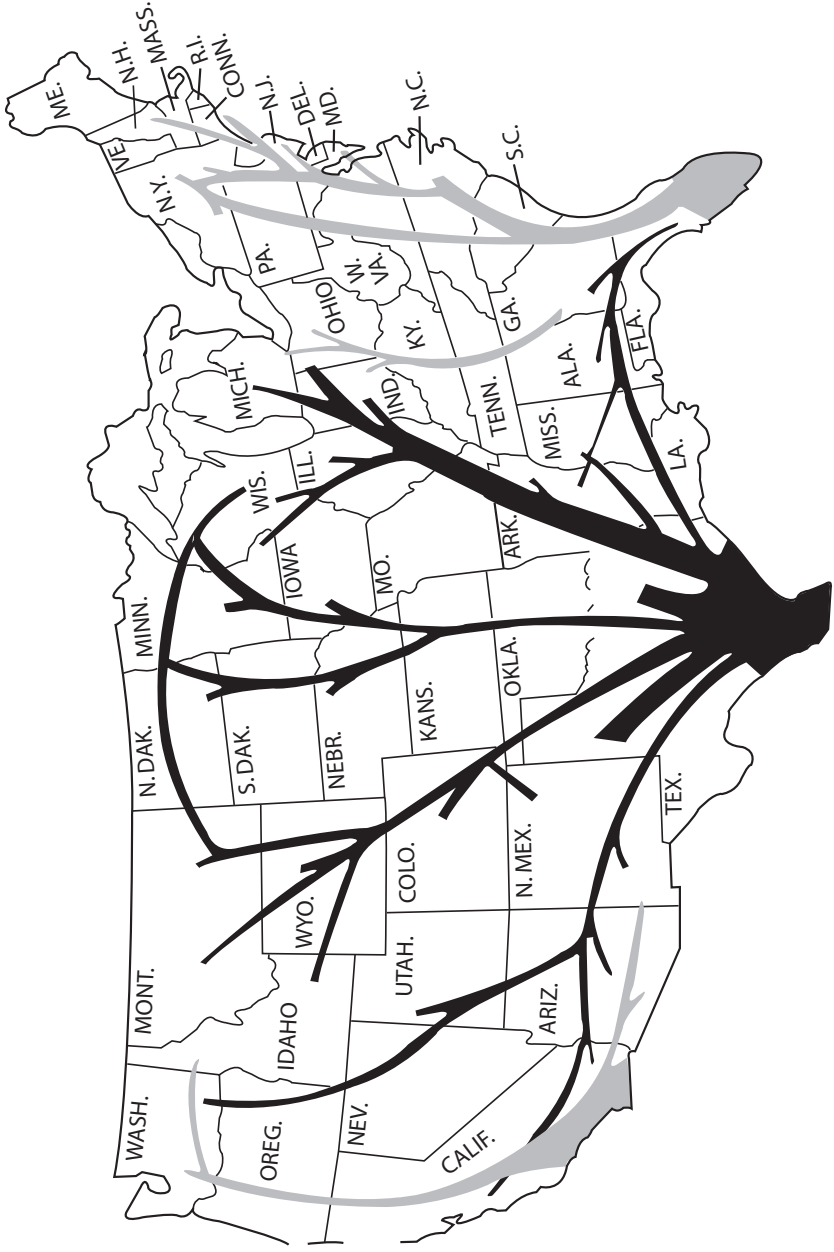 WASH.
OREG.
CALIF.
NEV.
IDAHO
MONT.
WYO.
UTAH.
ARIZ.
COLO.
N. MEX.
N. DAK.
S. DAK.
NEBR.
KANS.
OKLA.
TEX.
MINN.
IOWA
MO.
ARK.
LA.
WIS.
ILL.
MICH.
IND.
OHIO
KY.
TENN.
MISS.
ALA.
GA.
FLA.
S.C.
N.C.
W.
VA.
PA.
N.Y.
VE.
ME.
N.H.
MASS.
R.I.
CONN.
N.J.
DEL.
MD.